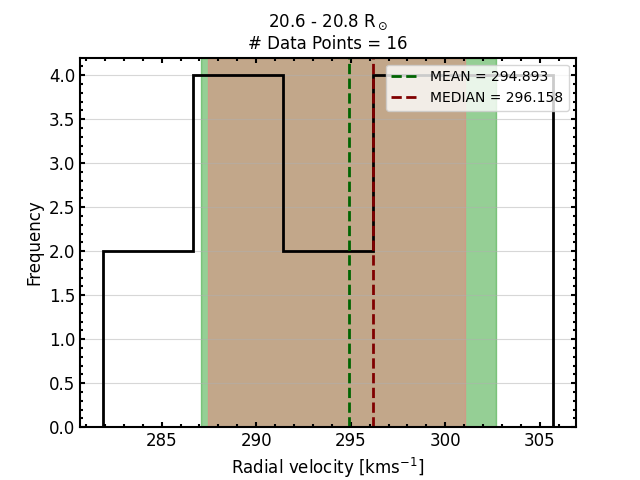 20.6 - 20.8 R⊙
# Data Points = 16
MEAN = 294.893
MEDIAN = 296.158
4.0
3.5
3.0
2.5
2.0
1.5
1.0
0.5
0.0
Frequency
285 290 295 300 305
Radial velocity [kms⁻¹]